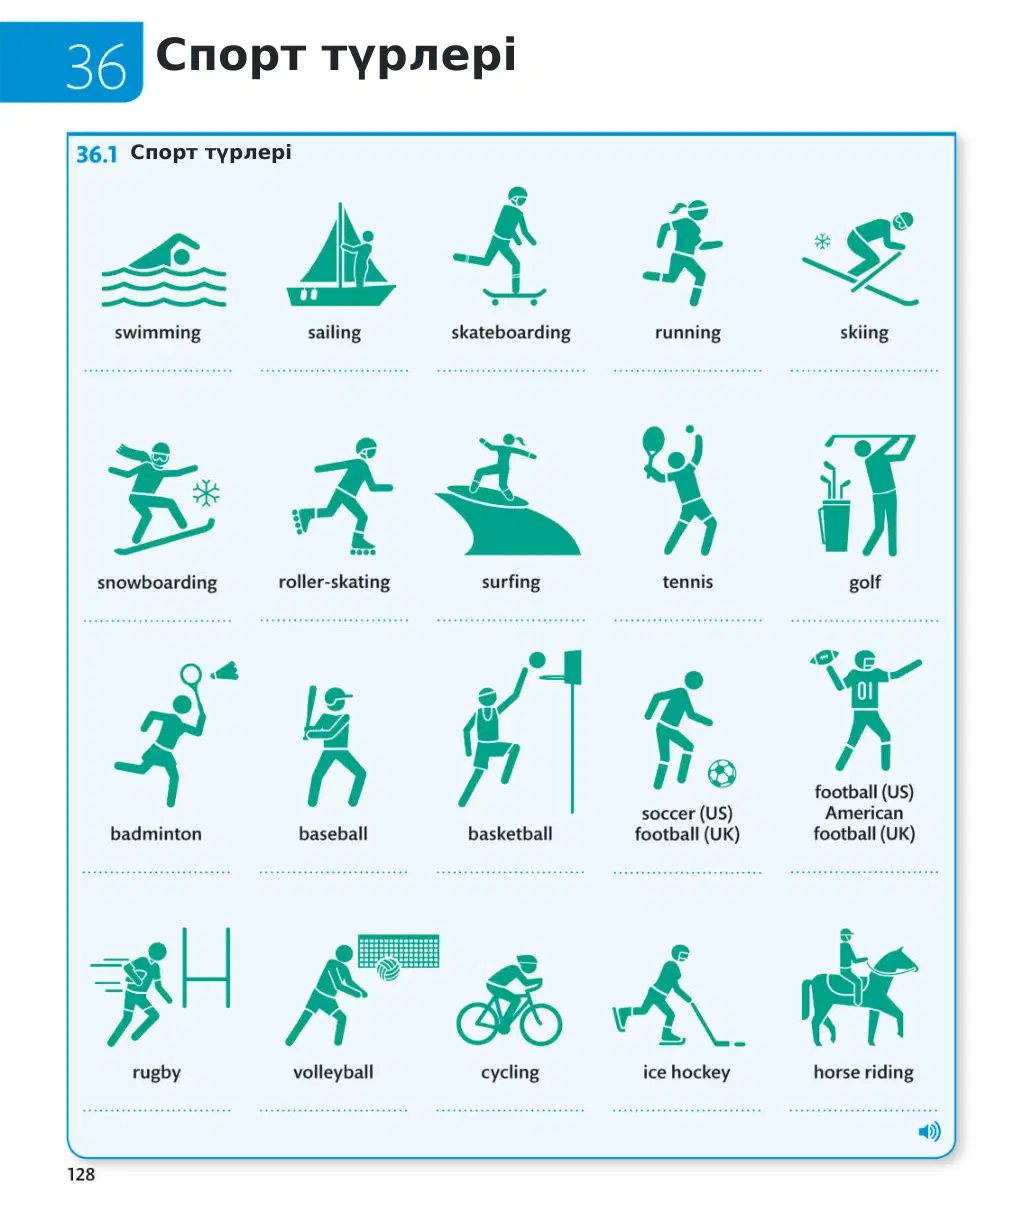 36 Спорт түрлері
36.1 Спорт түрлері
swimming
sailing
skateboarding
running
skiing
snowboarding
roller-skating
surfing
tennis
golf
01
badminton
baseball
basketball
soccer (US)
football (UK)
football (US)
American
football (UK)
rugby
volleyball
cycling
ice hockey
horse riding
128